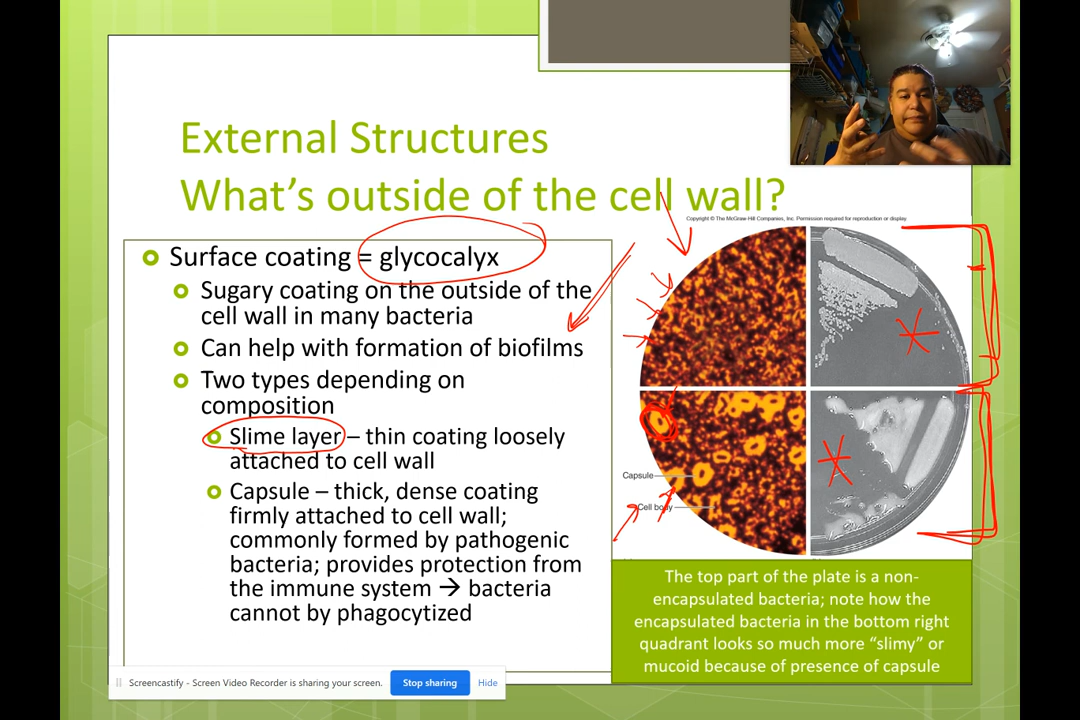 External Structures
What's outside of the cell wall?
Copyright © The McGraw-Hill Companies, Inc. Permission required for reproduction or display
Surface coating = glycocalyx
Sugary coating on the outside of the
cell wall in many bacteria
Can help with formation of biofilms
Two types depending on
composition
Slime layer – thin coating loosely
attached to cell wall
Capsule – thick, dense coating
firmly attached to cell wall;
commonly formed by pathogenic
bacteria; provides protection from
the immune system → bacteria
cannot by phagocytized
Capsule
Cell body
The top part of the plate is a non-
encapsulated bacteria; note how the
encapsulated bacteria in the bottom right
quadrant looks so much more “slimy” or
mucoid because of presence of capsule
Screencastify - Screen Video Recorder is sharing your screen.
Stop sharing
Hide